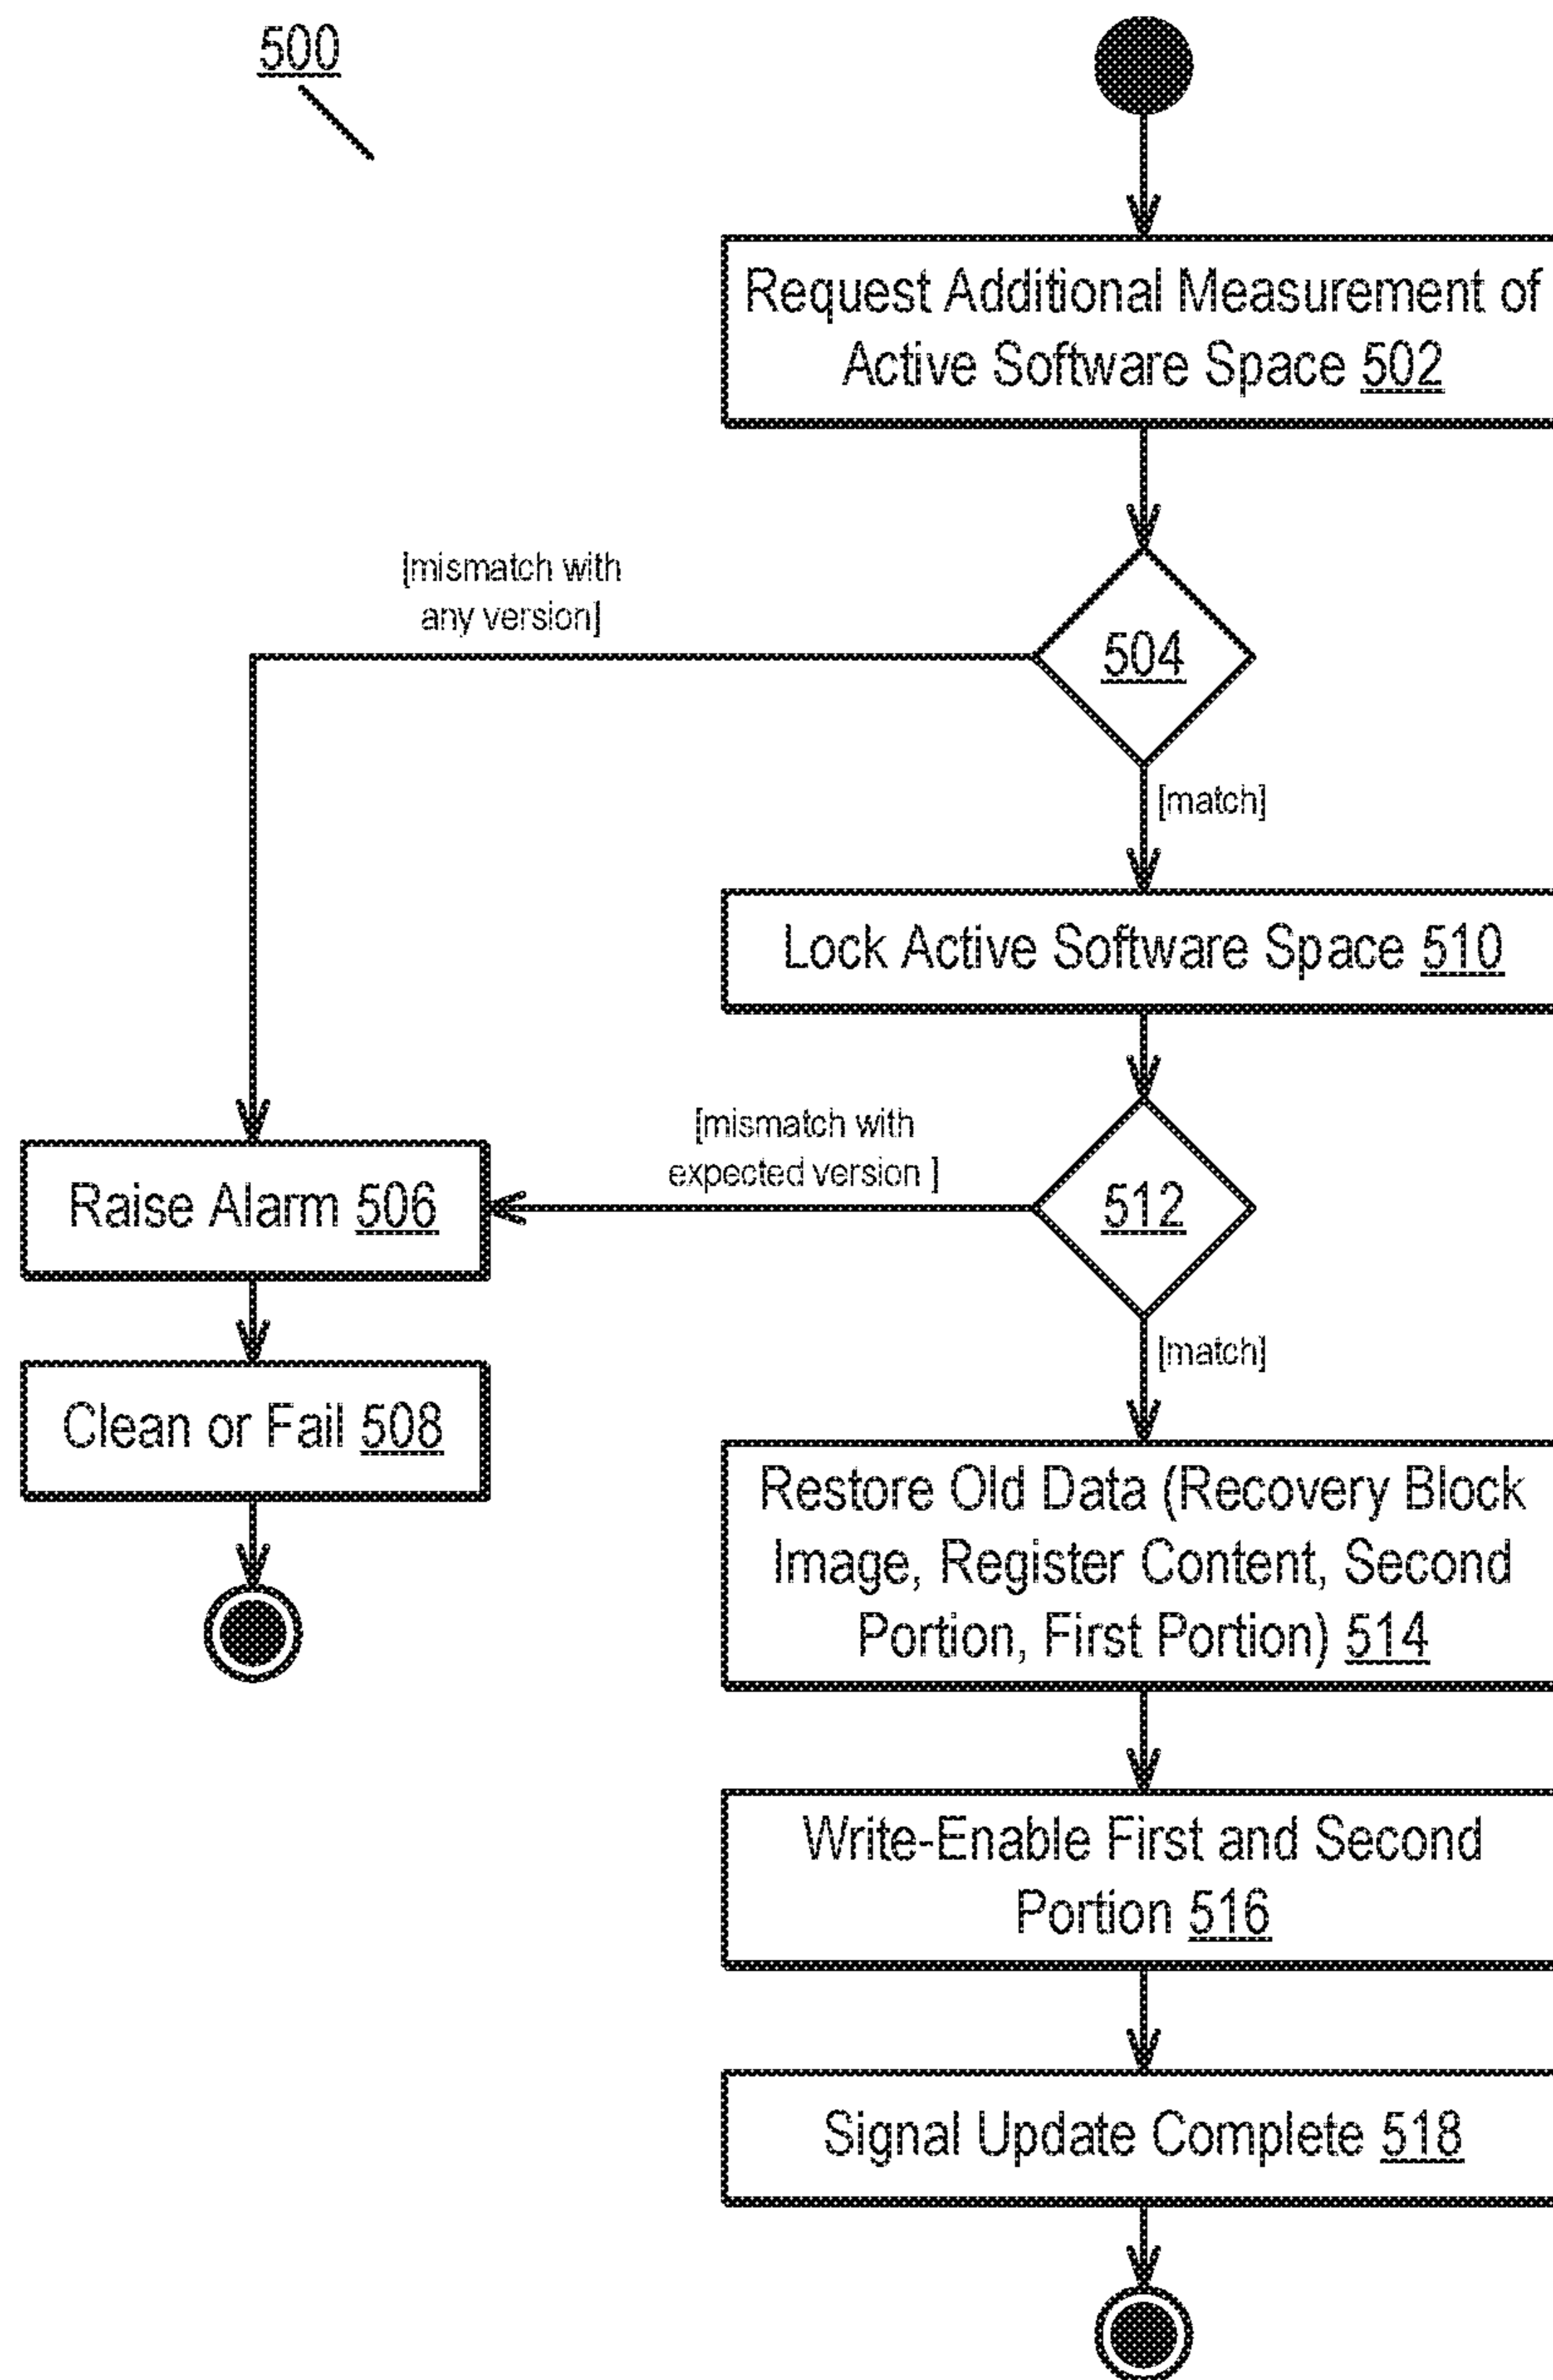 500
Request Additional Measurement of
Active Software Space 502
[mismatch with
any version]
504
[match]
Lock Active Software Space 510
[mismatch with
expected version ]
512
Raise Alarm 506
[match]
Clean or Fail 508
Restore Old Data (Recovery Block
Image, Register Content, Second
Portion, First Portion) 514
Write-Enable First and Second
Portion 516
Signal Update Complete 518